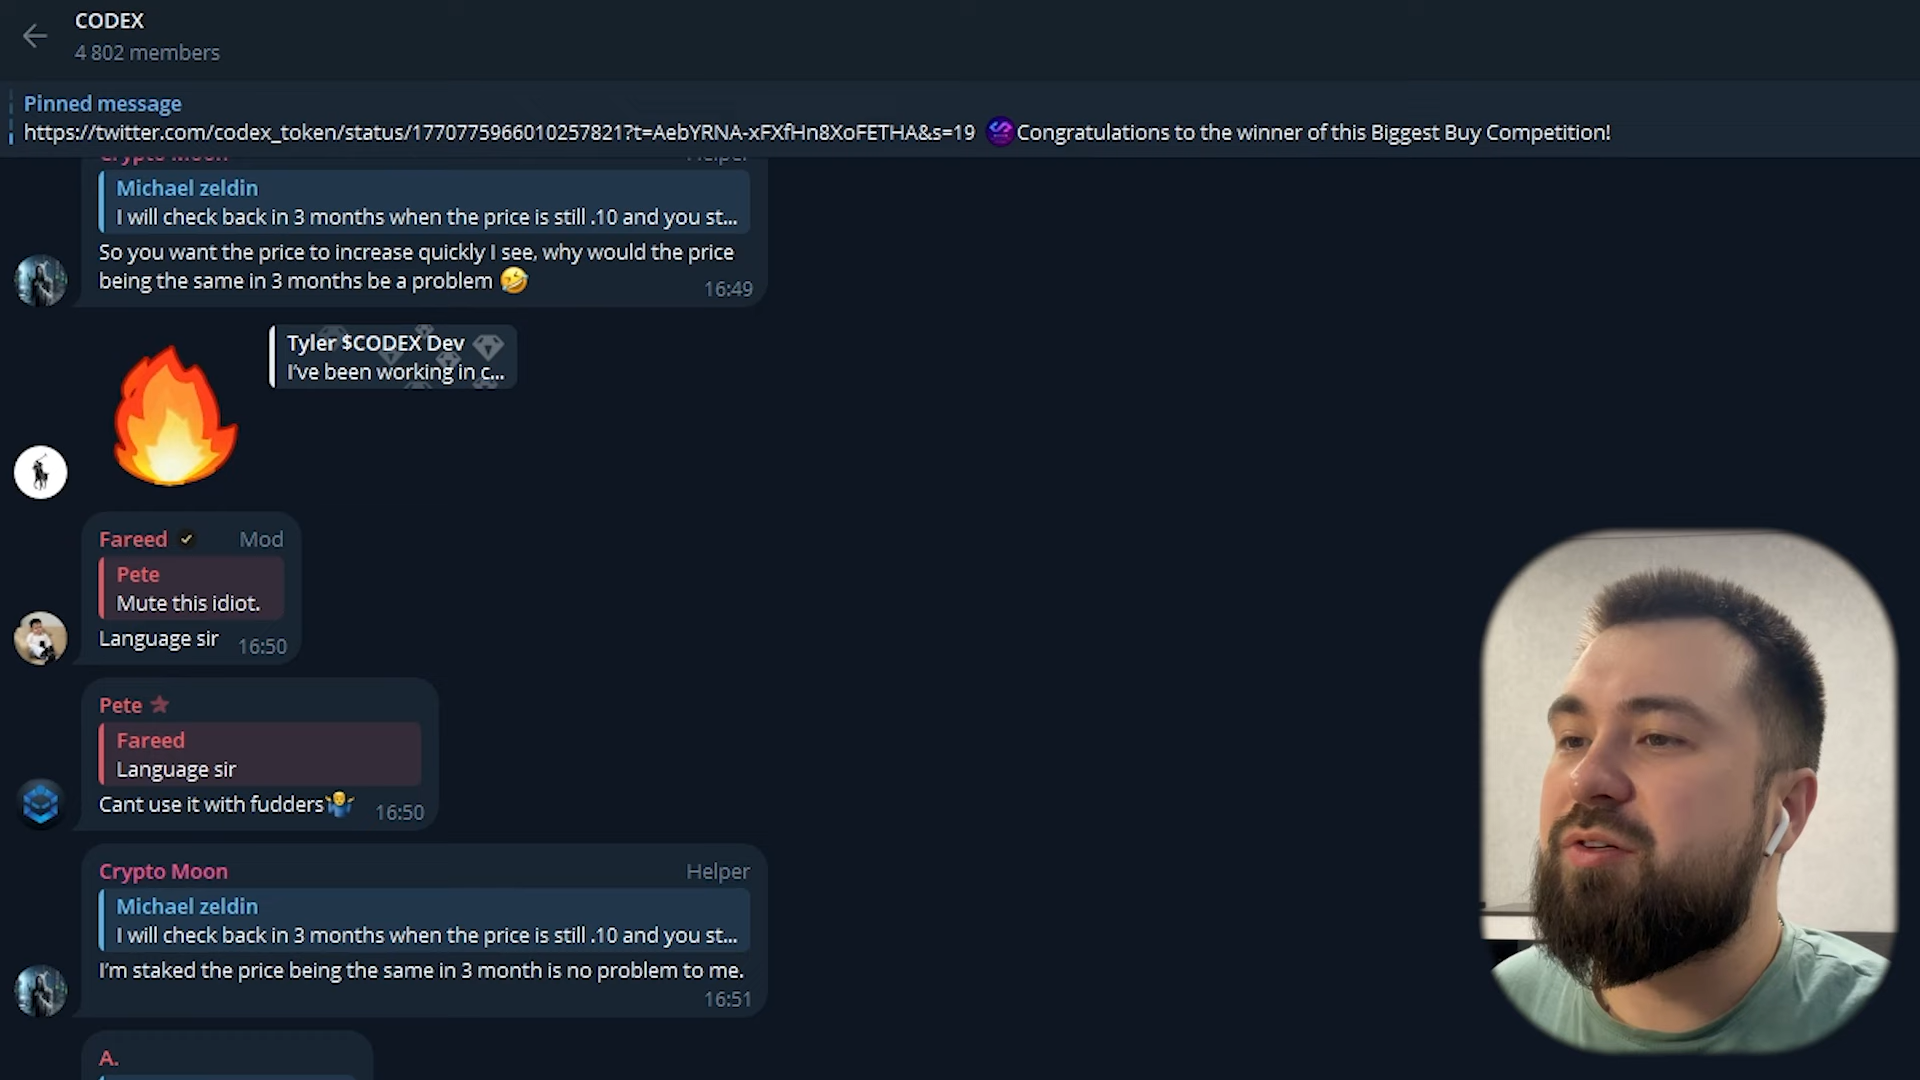 CODEX
4 802 members
Pinned message
https://twitter.com/codex_token/status/1770775966010257821?t=AebYRNA-xFXfHn8XoFETHA&s=19 Congratulations to the winner of this Biggest Buy Competition!
Crypto Moon Helper
Michael zeldin
I will check back in 3 months when the price is still .10 and you st...
So you want the price to increase quickly I see, why would the price
being the same in 3 months be a problem 🤣
16:49
Tyler $CODEX Dev
I've been working in c...
Fareed Mod
Pete
Mute this idiot.
Language sir 16:50
Pete
Fareed
Language sir
Cant use it with fudders🤷 16:50
Crypto Moon Helper
Michael zeldin
I will check back in 3 months when the price is still .10 and you st...
I'm staked the price being the same in 3 month is no problem to me.
16:51
A.